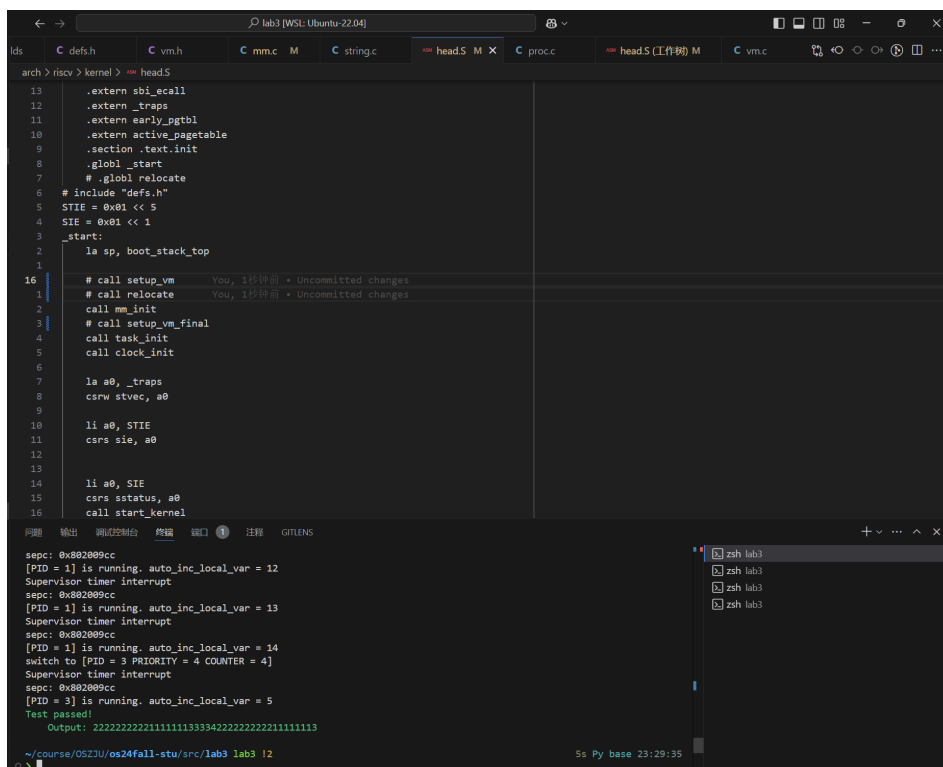 lab3 [WSL: Ubuntu-22.04]
lds C defs.h C vm.h C mm.c M C string.c ASM head.S M × C proc.c ASM head.S (工作树) M C vm.c
arch > riscv > kernel > ASM head.S
13 .extern sbi_ecall
12 .extern _traps
11 .extern early_pgtbl
10 .extern active_pagetable
9 .section .text.init
8 .globl _start
7 # .globl relocate
6 # include "defs.h"
5 STIE = 0x01 << 5
4 SIE = 0x01 << 1
3 _start:
2 la sp, boot_stack_top
1
16 # call setup_vm You, 1秒钟前 • Uncommitted changes
1 # call relocate You, 1秒钟前 • Uncommitted changes
2 call mm_init
3 # call setup_vm_final
4 call task_init
5 call clock_init
6
7 la a0, _traps
8 csrw stvec, a0
9
10 li a0, STIE
11 csrs sie, a0
12
13
14 li a0, SIE
15 csrs sstatus, a0
16 call start_kernel
问题 输出 调试控制台 终端 端口 1 注释 GITLENS
sepc: 0x802009cc
[PID = 1] is running. auto_inc_local_var = 12
Supervisor timer interrupt
sepc: 0x802009cc
[PID = 1] is running. auto_inc_local_var = 13
Supervisor timer interrupt
sepc: 0x802009cc
[PID = 1] is running. auto_inc_local_var = 14
switch to [PID = 3 PRIORITY = 4 COUNTER = 4]
Supervisor timer interrupt
sepc: 0x802009cc
[PID = 3] is running. auto_inc_local_var = 5
Test passed!
Output: 2222222222111111133334222222222211111113
~/course/OSZJU/os24fall-stu/src/lab3 lab3 !2 5s Py base 23:29:35
zsh lab3
zsh lab3
zsh lab3
zsh lab3